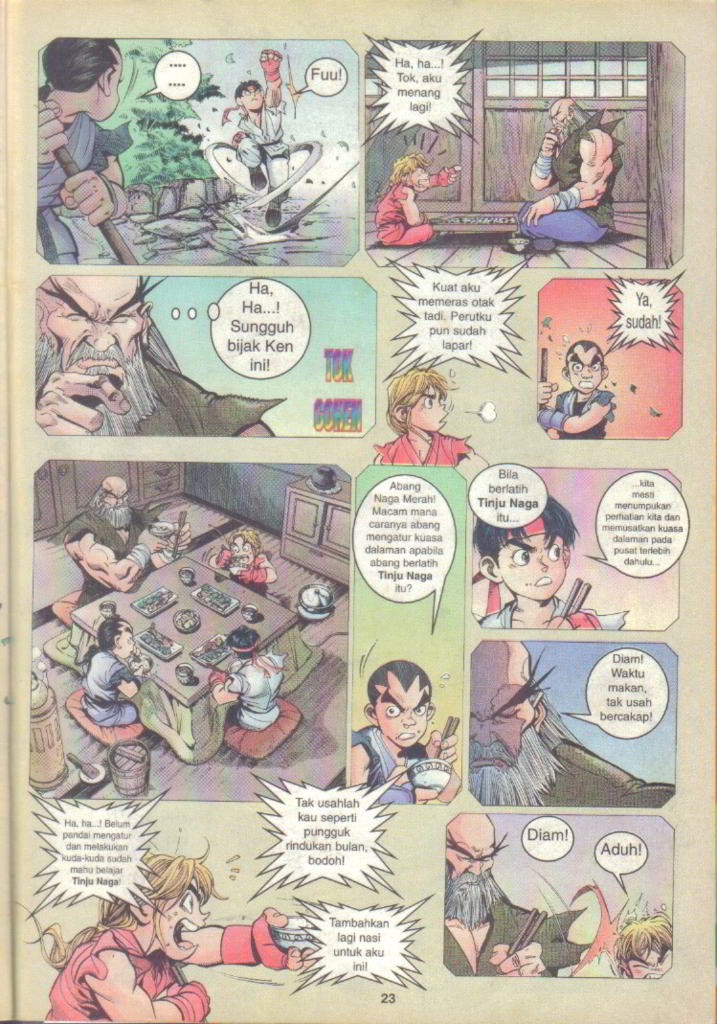 ....
....
Fuu!
Ha, ha...!
Tok, aku
menang
lagi!
Ha,
Ha...!
Sungguh
bijak Ken
ini!
TOK
GOKEN
Kuat aku
memeras otak
tadi. Perutku
pun sudah
lapar!
Ya,
sudah!
Abang
Naga Merah!
Macam mana
caranya abang
mengatur kuasa
dalaman apabila
abang berlatih
Tinju Naga
itu?
Bila
berlatih
Tinju Naga
itu...
...kita
mesti
menumpukan
perhatian kita dan
memusatkan kuasa
dalaman pada
pusat terlebih
dahulu...
Diam!
Waktu
makan,
tak usah
bercakap!
Ha, ha...! Belum
pandai mengatur
dan melakukan
kuda-kuda sudah
mahu belajar
Tinju Naga!
Tak usahlah
kau seperti
pungguk
rindukan bulan,
bodoh!
Tambahkan
lagi nasi
untuk aku
ini!
Diam!
Aduh!
23